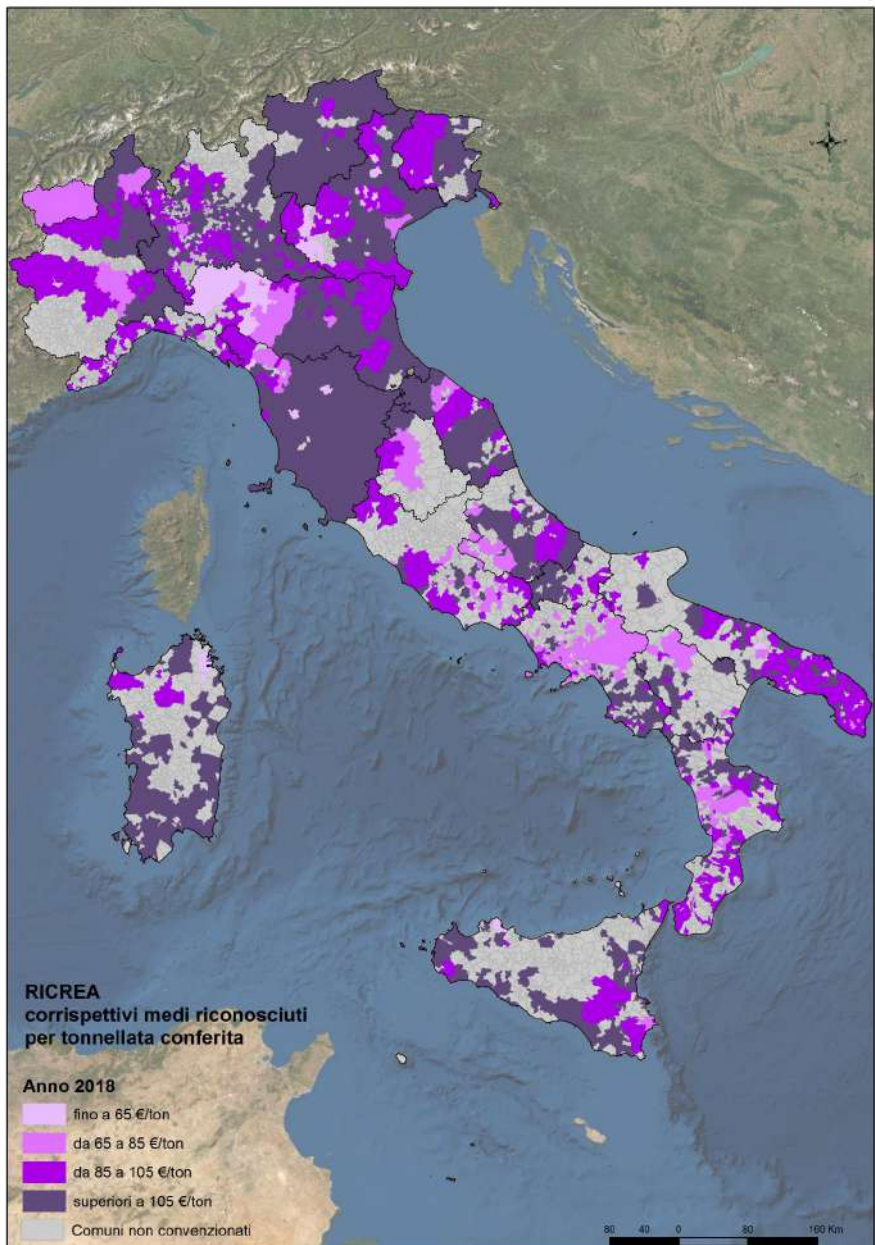 RICREA
corrispettivi medi riconosciuti
per tonnellata conferita
Anno 2018
fino a 65 €/ton
da 65 a 85 €/ton
da 85 a 105 €/ton
superiori a 105 €/ton
Comuni non convenzionati
80 40 0 80 160 Km